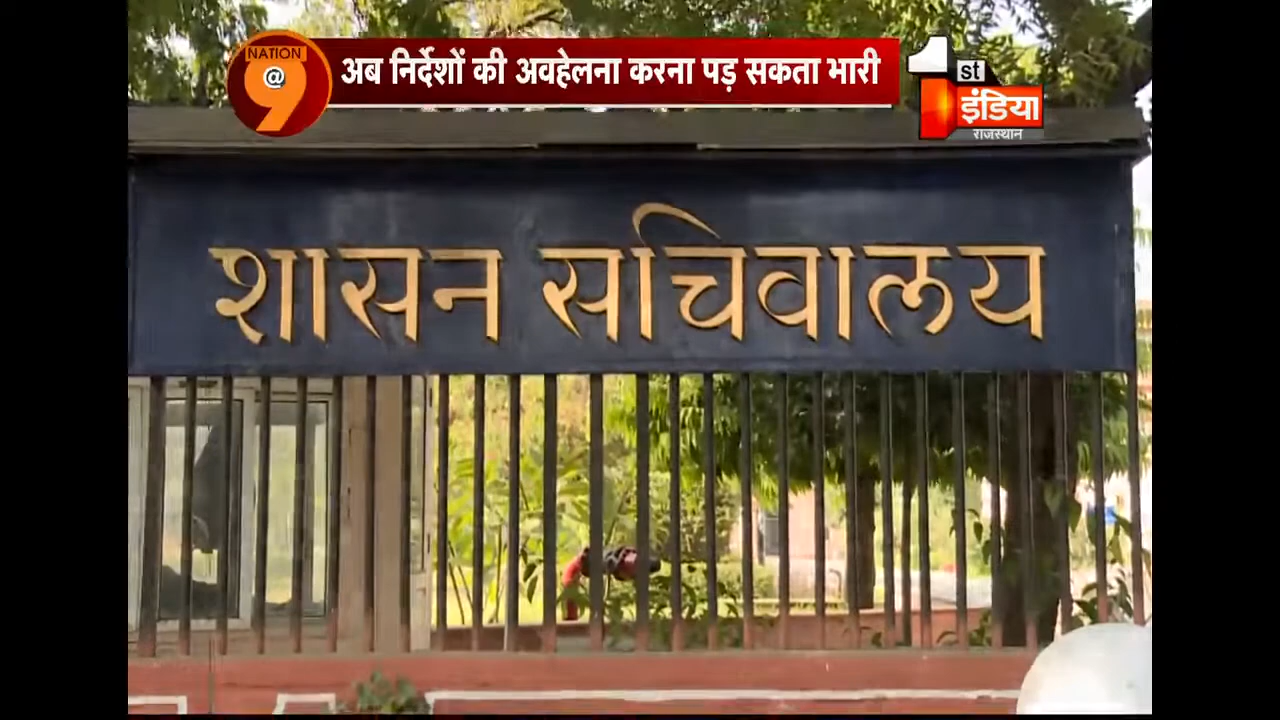 NATION
@
9
अब निर्देशों की अवहेलना करना पड़ सकता भारी
1st
इंडिया
राजस्थान
शासन सचिवालय